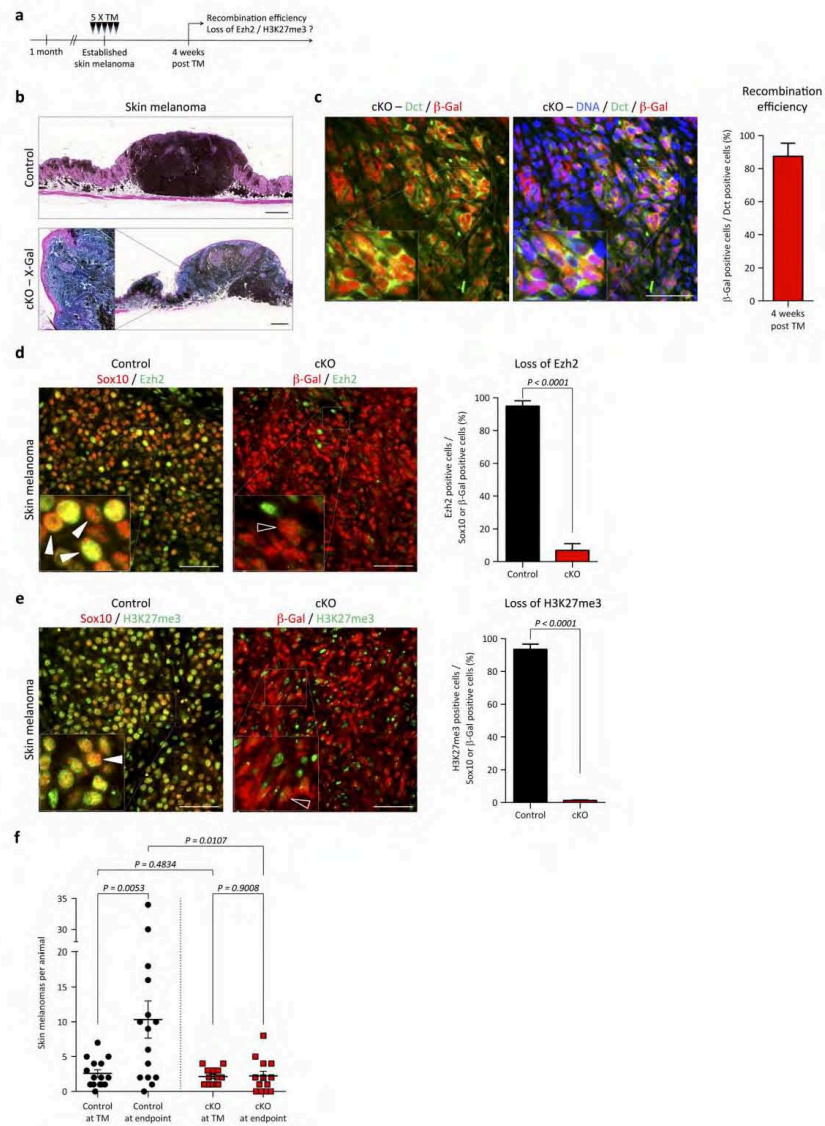 a
5 X TM
Recombination efficiency
Loss of Ezh2 / H3K27me3 ?
1 month
Established
skin melanoma
4 weeks
post TM
b
Skin melanoma
Control
cKO – X-Gal
c
cKO – Dct / β-Gal
cKO – DNA / Dct / β-Gal
Recombination
efficiency
β-Gal positive cells / Dct positive cells (%)
100
80
60
40
20
0
4 weeks
post TM
d
Control
Sox10 / Ezh2
cKO
β-Gal / Ezh2
Skin melanoma
Loss of Ezh2
P < 0.0001
Ezh2 positive cells /
Sox10 or β-Gal positive cells (%)
100
80
60
40
20
0
Control
cKO
e
Control
Sox10 / H3K27me3
cKO
β-Gal / H3K27me3
Skin melanoma
Loss of H3K27me3
P < 0.0001
H3K27me3 positive cells /
Sox10 or β-Gal positive cells (%)
100
80
60
40
20
0
Control
cKO
f
P = 0.0107
P = 0.4834
P = 0.0053
P = 0.9008
Skin melanomas per animal
35
30
20
15
10
5
0
Control
at TM
Control
at endpoint
cKO
at TM
cKO
at endpoint